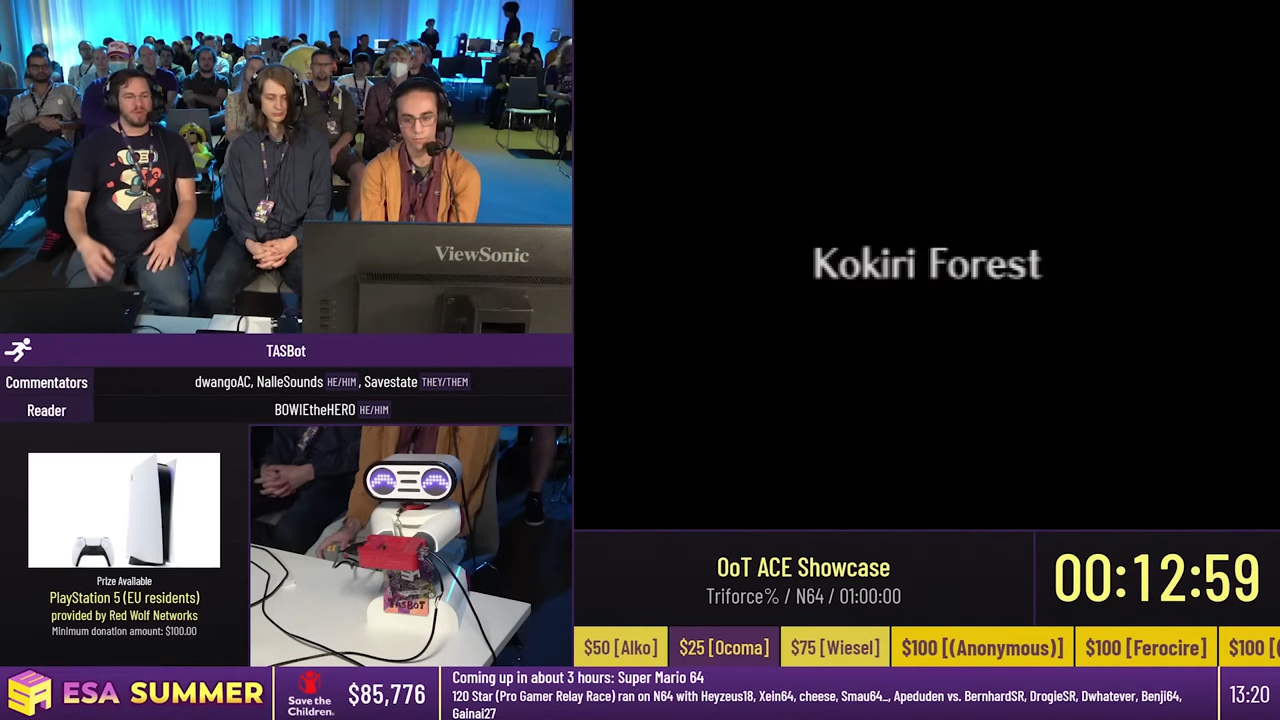 ViewSonic
Kokiri Forest
TASBot
Commentators
dwangoAC, NalleSounds HE/HIM, Savestate THEY/THEM
Reader
BOWIEtheHERO HE/HIM
TASBOT
Prize Available
PlayStation 5 (EU residents)
provided by Red Wolf Networks
Minimum donation amount: $100.00
OoT ACE Showcase
Triforce% / N64 / 01:00:00
00:12:59
$50 [Alko]
$25 [Ocoma]
$75 [Wiesel]
$100 [(Anonymous)]
$100 [Ferocire]
$100 [(
ESA SUMMER
Save the
Children.
$85,776
Coming up in about 3 hours: Super Mario 64
120 Star (Pro Gamer Relay Race) ran on N64 with Heyzeus18, Xein64, cheese, Smau64_, Apeduden vs. BernhardSR, DrogieSR, Dwhatever, Benji64,
Gainai27
13:20